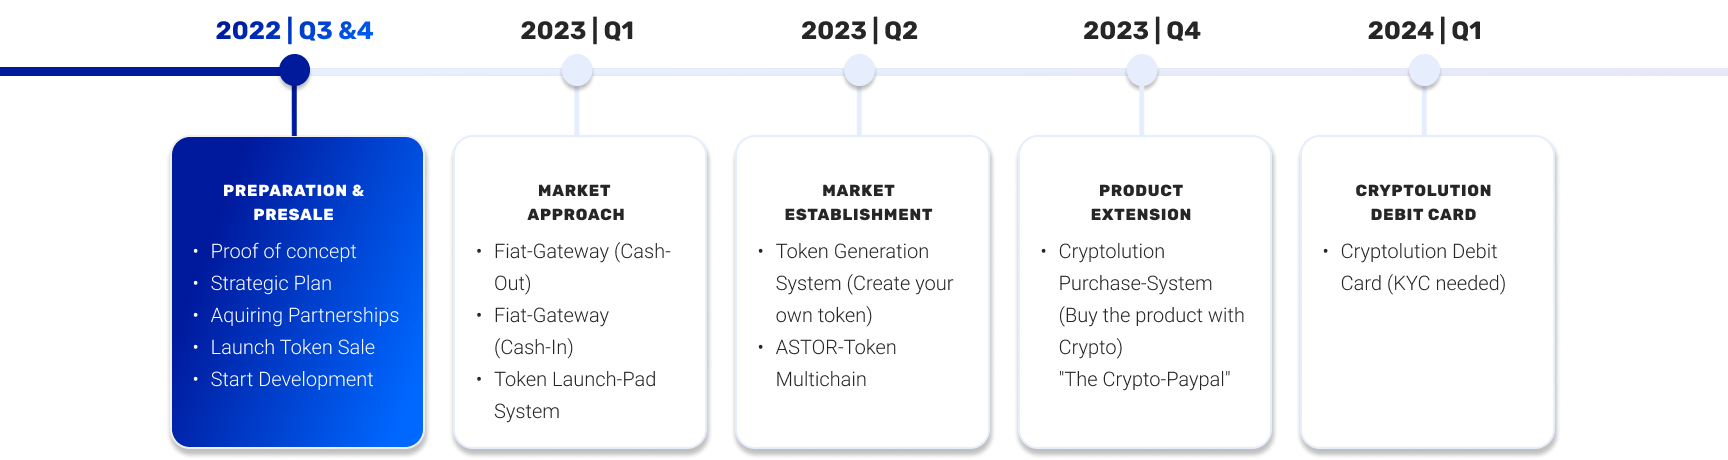 2022 | Q3 &4
PREPARATION &
PRESALE
• Proof of concept
• Strategic Plan
• Aquiring Partnerships
• Launch Token Sale
• Start Development
2023 | Q1
MARKET
APPROACH
• Fiat-Gateway (Cash-
Out)
• Fiat-Gateway
(Cash-In)
• Token Launch-Pad
System
2023 | Q2
MARKET
ESTABLISHMENT
• Token Generation
System (Create your
own token)
• ASTOR-Token
Multichain
2023 | Q4
PRODUCT
EXTENSION
• Cryptolution
Purchase-System
(Buy the product with
Crypto)
"The Crypto-Paypal"
2024 | Q1
CRYPTOLUTION
DEBIT CARD
• Cryptolution Debit
Card (KYC needed)